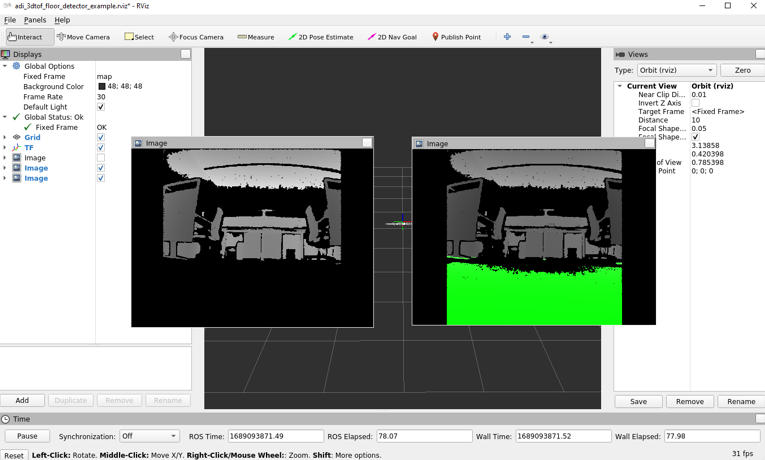 adi_3dtof_floor_detector_example.rviz* - RViz
File Panels Help
Interact Move Camera Select Focus Camera Measure 2D Pose Estimate 2D Nav Goal Publish Point
Displays
Global Options
Fixed Frame map
Background Color 48; 48; 48
Frame Rate 30
Default Light
Global Status: Ok
Fixed Frame OK
Grid
TF
Image
Image
Image
Add Duplicate Remove Rename
Image
Image
Views
Type: Orbit (rviz) Zero
Current View Orbit (rviz)
Near Clip Di... 0.01
Invert Z Axis
Target Frame <Fixed Frame>
Distance 10
Focal Shape... 0.05
Shape...
3.13858
0.420398
of View 0.785398
Point 0; 0; 0
Save Remove Rename
Time
Pause Synchronization: Off ROS Time: 1689093871.49 ROS Elapsed: 78.07 Wall Time: 1689093871.52 Wall Elapsed: 77.98
Reset Left-Click: Rotate. Middle-Click: Move X/Y. Right-Click/Mouse Wheel:: Zoom. Shift: More options. 31 fps